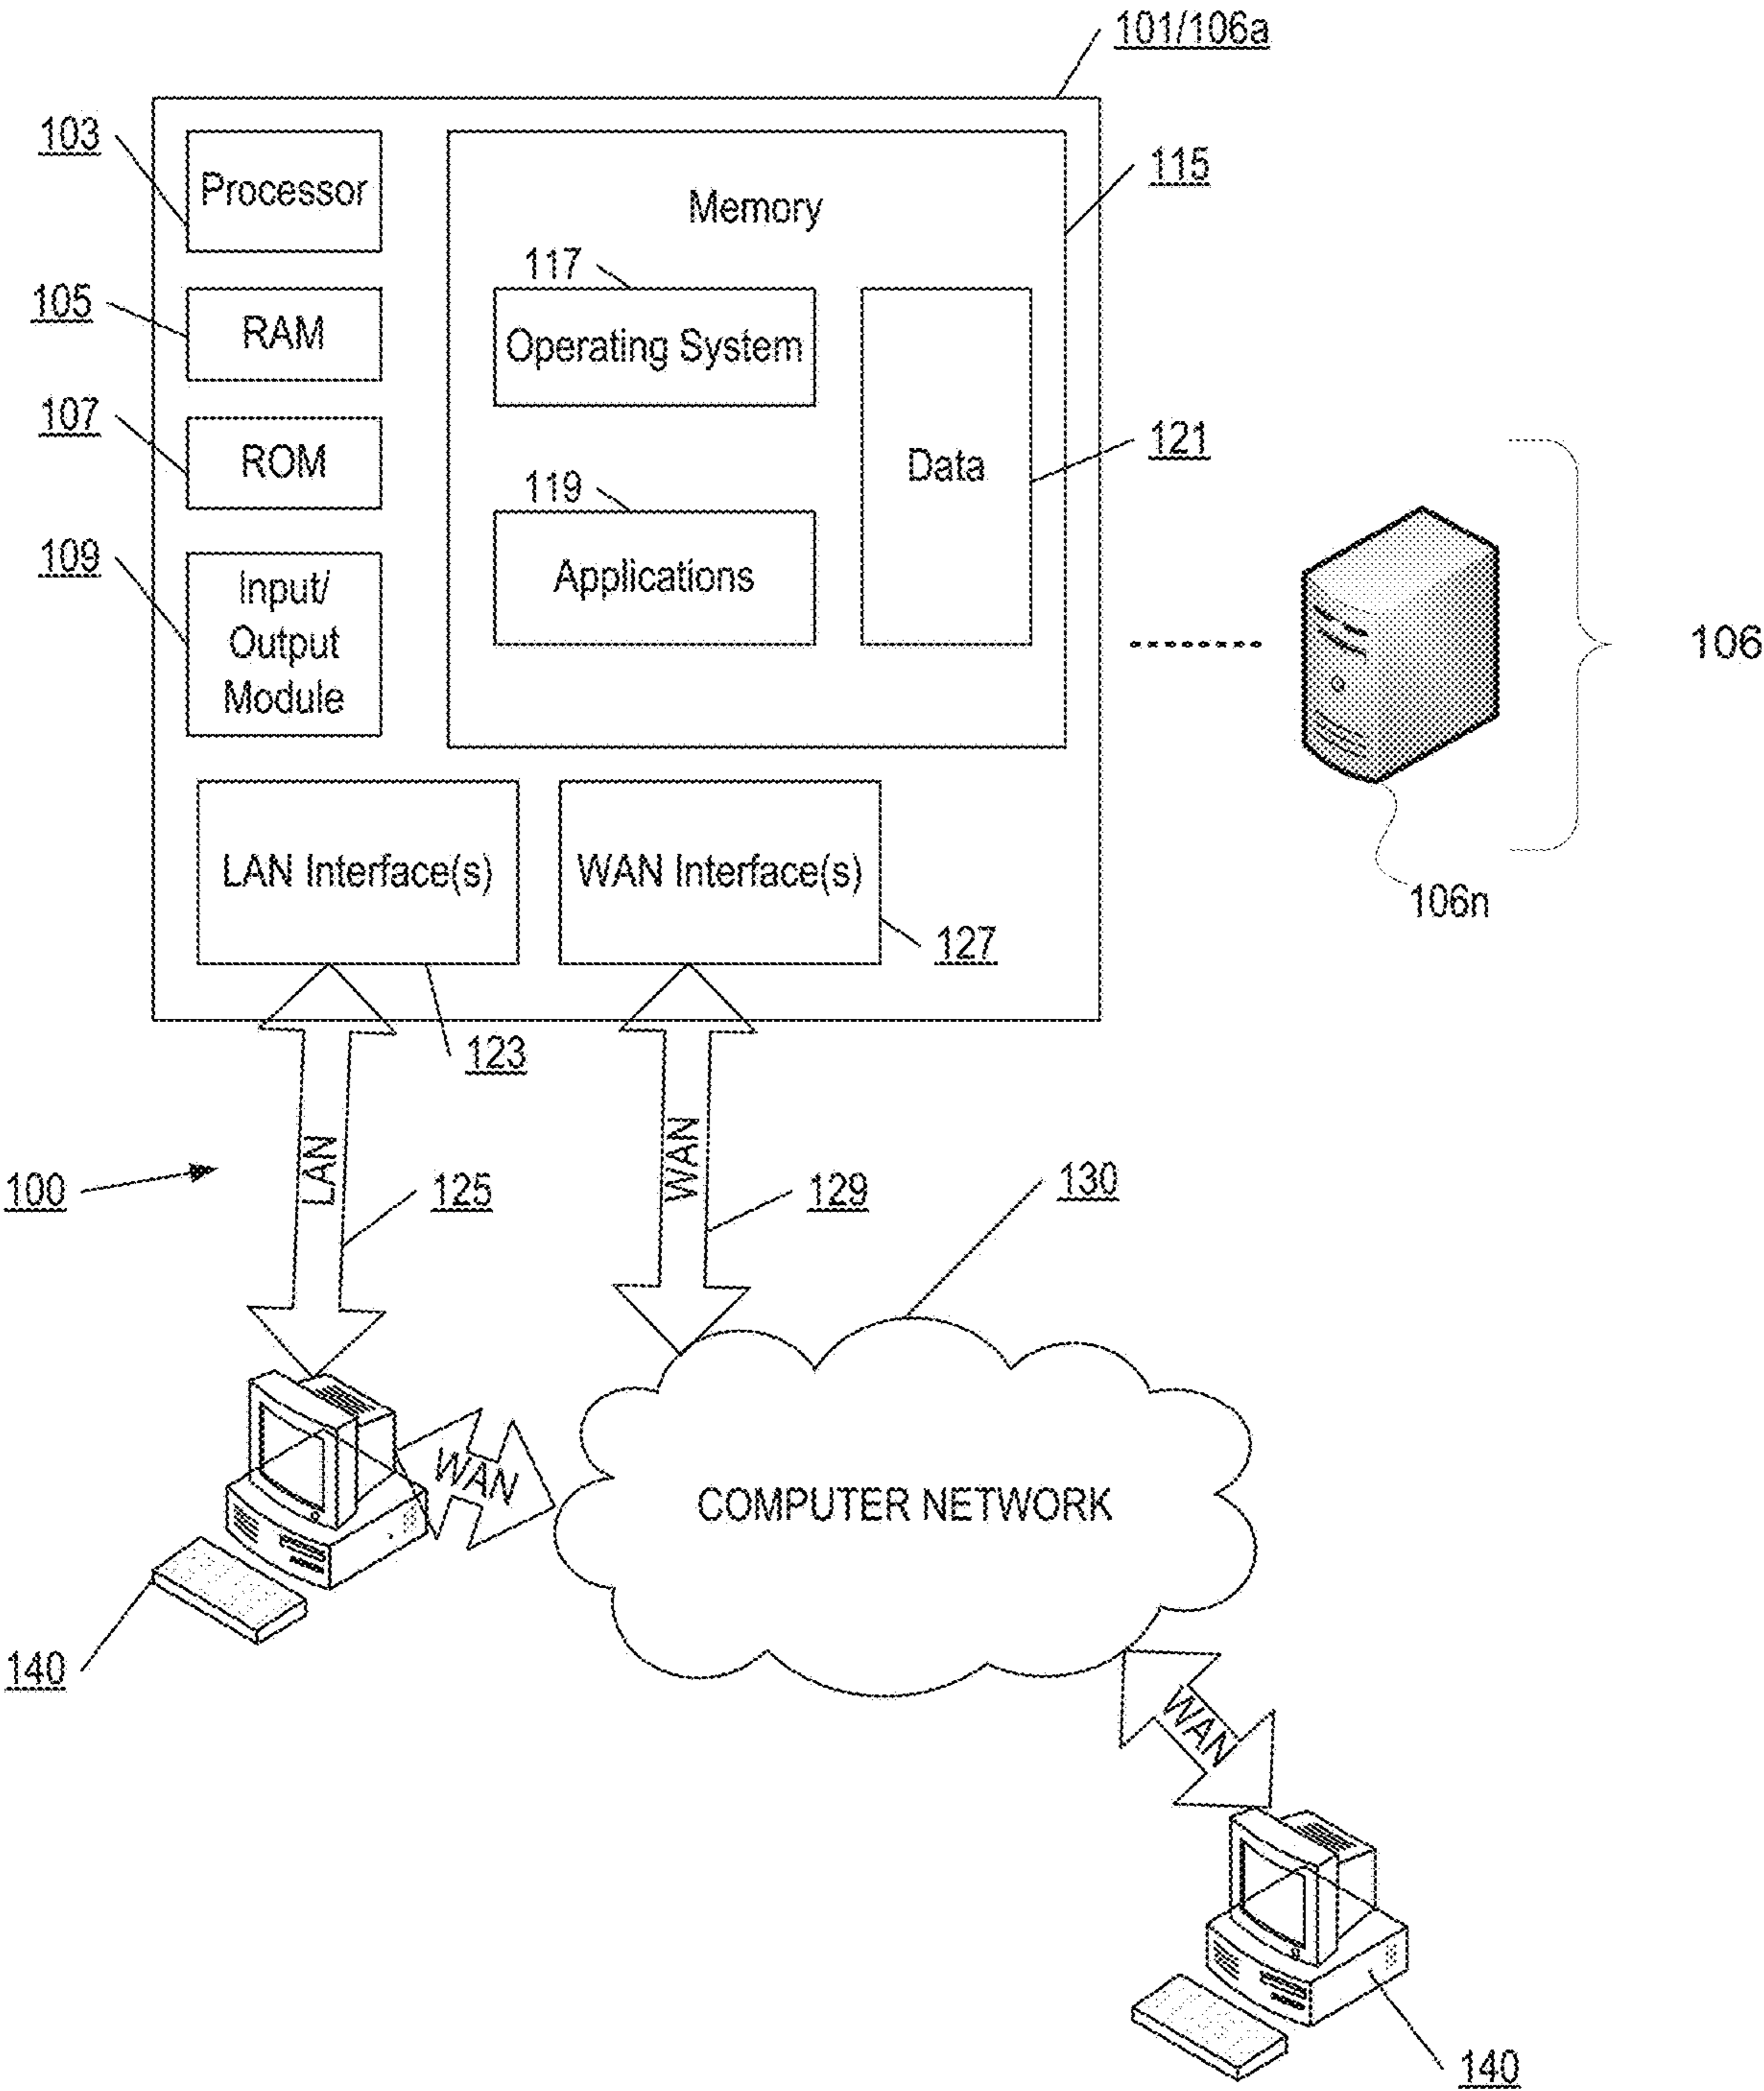 101/106a
103
Processor
Memory
115
117
105
RAM
Operating System
107
ROM
Data
121
119
109
Input/
Output
Module
Applications
106
LAN Interface(s)
WAN Interface(s)
106n
127
123
LAN
WAN
100
125
129
130
WAN
COMPUTER NETWORK
140
WAN
140